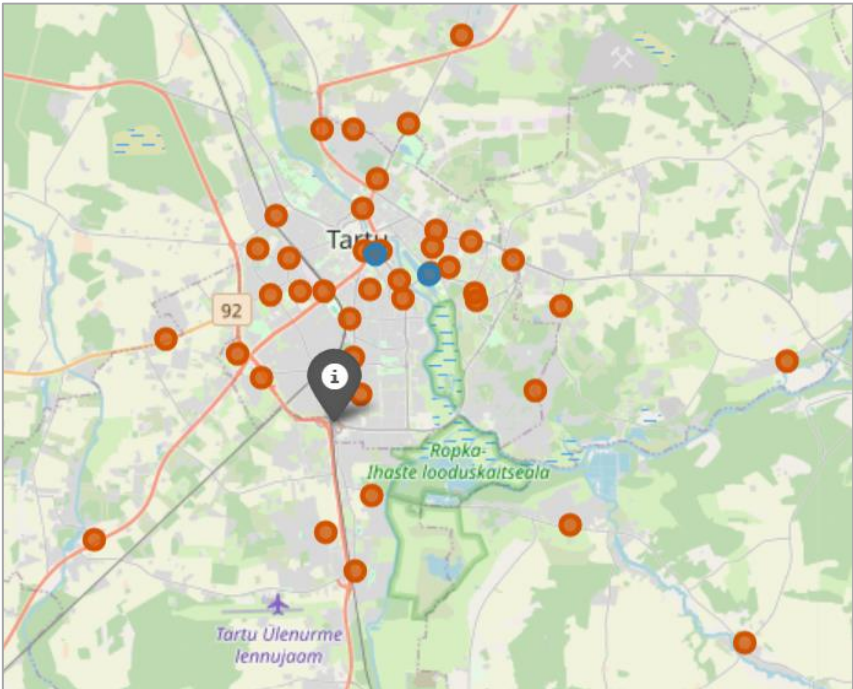 Tartu
92
i
Ropka-
Ihaste looduskaitseala
Tartu Ülenurme
lennujaam